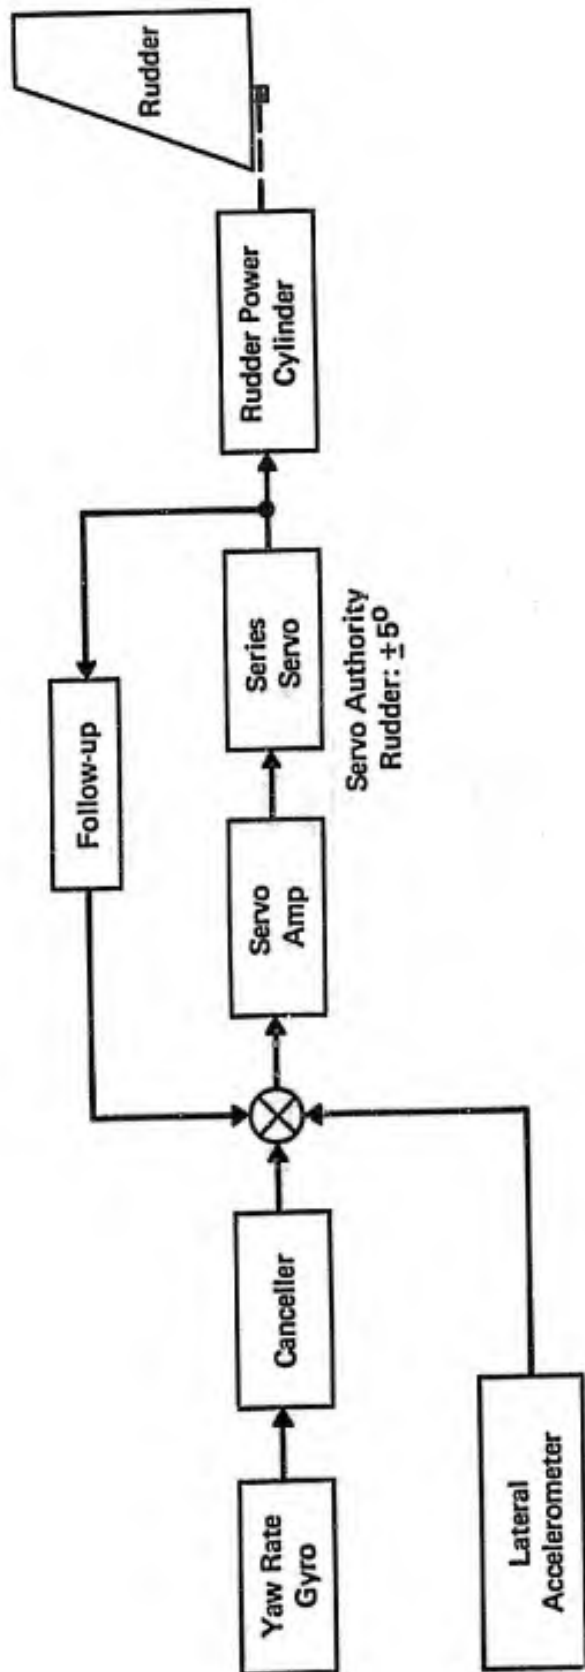 Yaw Rate
Gyro
Canceller
Lateral
Accelerometer
Follow-up
Servo
Amp
Series
Servo
Servo Authority
Rudder: ±5º
Rudder Power
Cylinder
Rudder